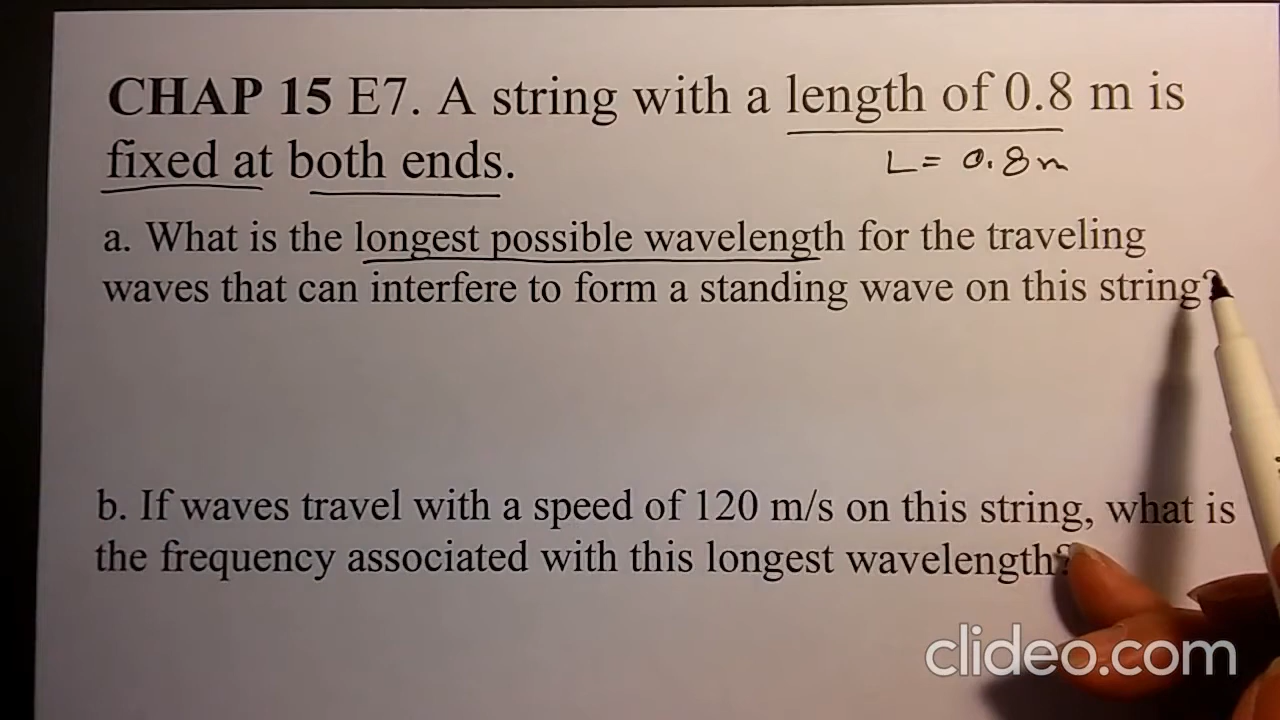 CHAP 15 E7. A string with a length of 0.8 m is
fixed at both ends.
L = 0.8m
a. What is the longest possible wavelength for the traveling
waves that can interfere to form a standing wave on this string?
b. If waves travel with a speed of 120 m/s on this string, what is
the frequency associated with this longest wavelength?
clideo.com